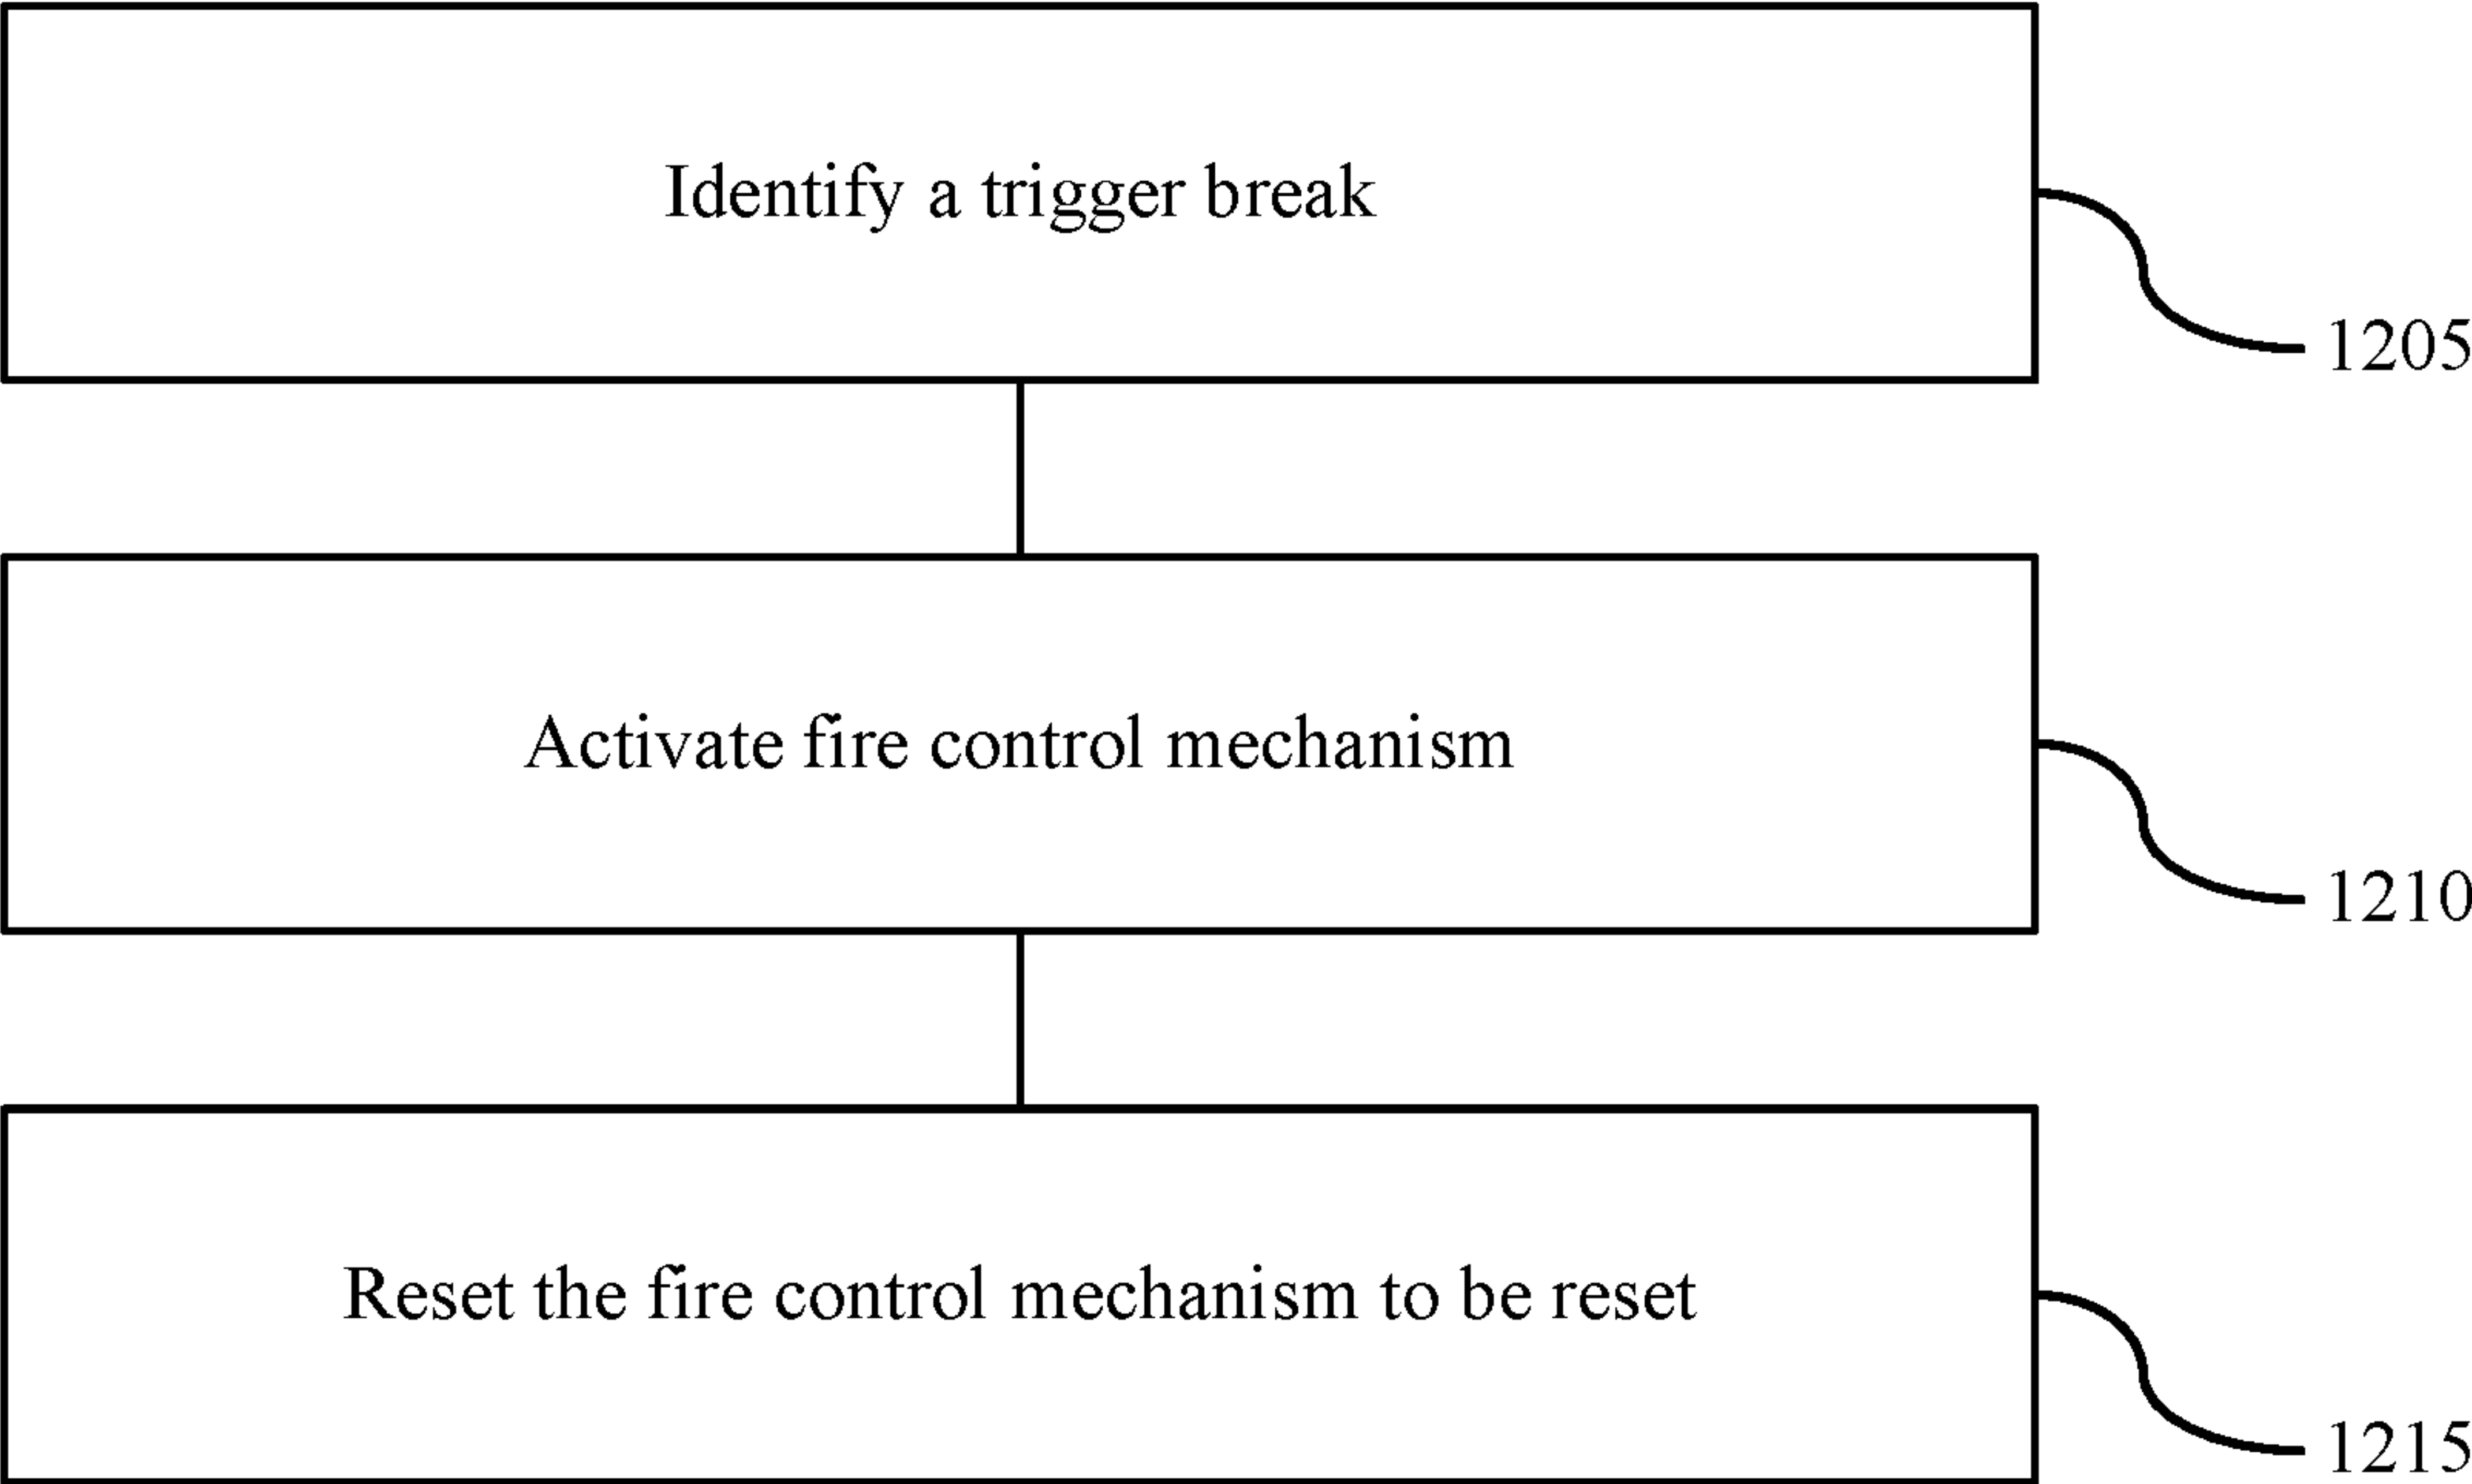 Identify a trigger break
1205
Activate fire control mechanism
1210
Reset the fire control mechanism to be reset
1215